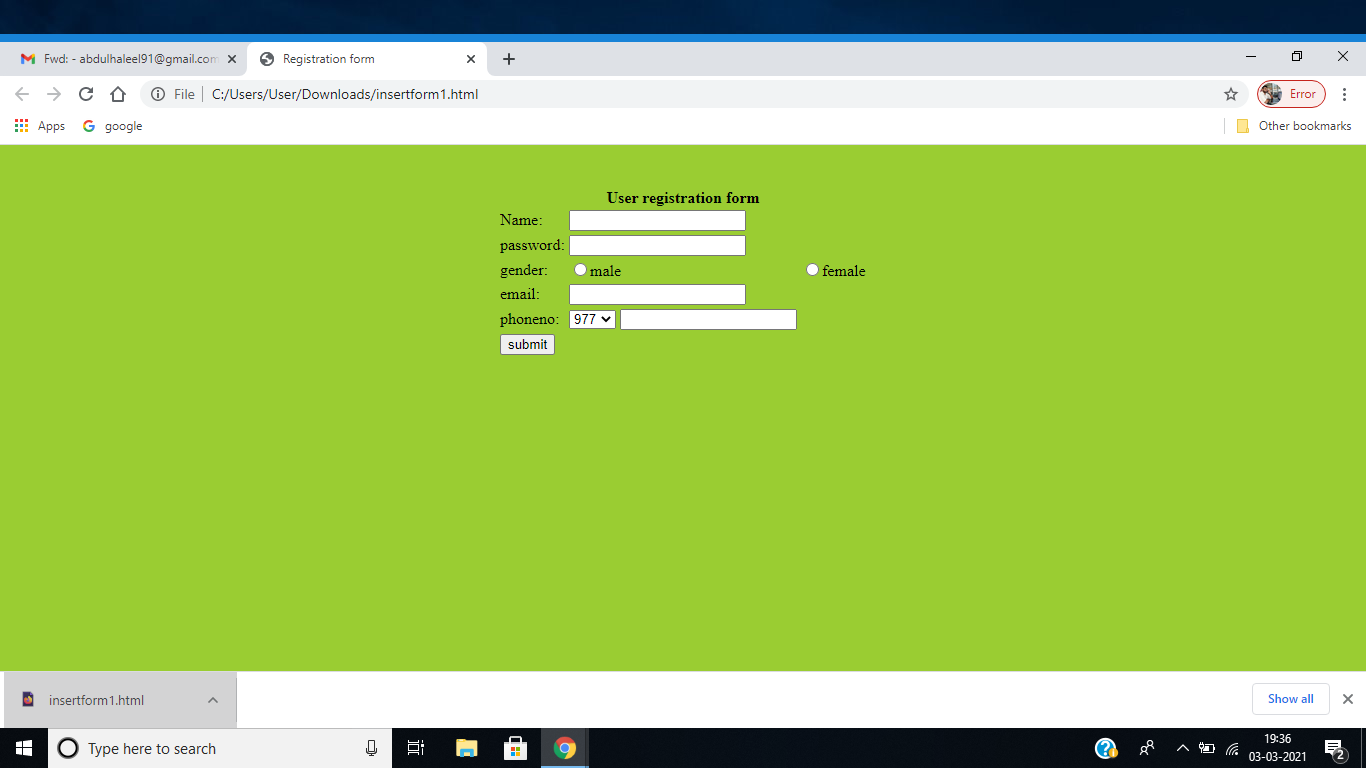 Fwd: - abdulhaleel91@gmail.com
Registration form
File
C:/Users/User/Downloads/insertform1.html
Error
Apps
google
Other bookmarks
User registration form
Name:
password:
gender: male female
email:
phoneno: 977
submit
insertform1.html
Show all
Type here to search
19:36
03-03-2021
2